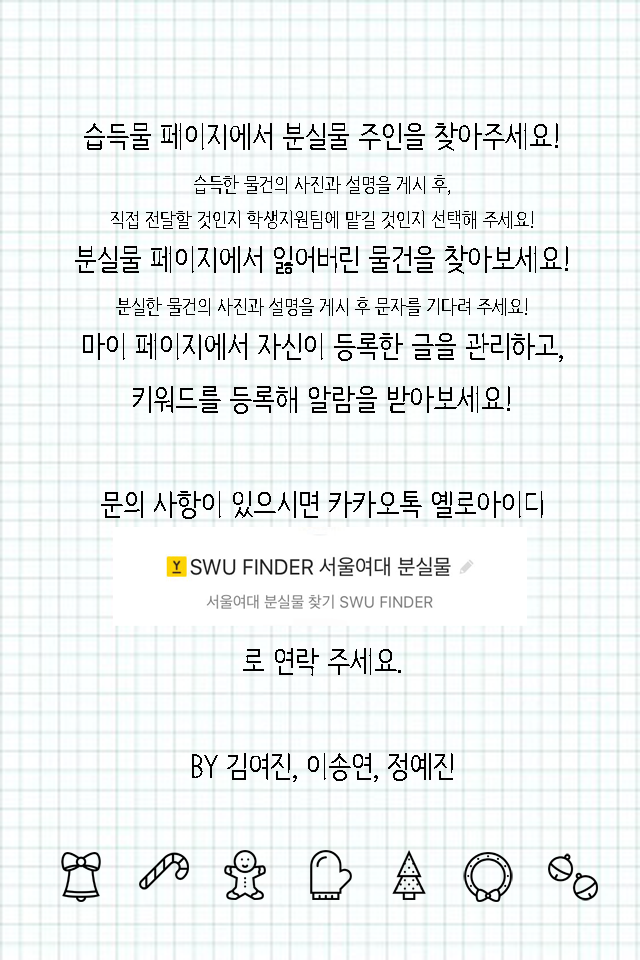 습득물 페이지에서 분실물 주인을 찾아주세요!
습득한 물건의 사진과 설명을 게시 후,
직접 전달할 것인지 학생지원팀에 맡길 것인지 선택해 주세요!
분실물 페이지에서 잃어버린 물건을 찾아보세요!
분실한 물건의 사진과 설명을 게시 후 문자를 기다려 주세요!
마이 페이지에서 자신이 등록한 글을 관리하고,
키워드를 등록해 알람을 받아보세요!
문의 사항이 있으시면 카카오톡 옐로아이디
Y SWU FINDER 서울여대 분실물
서울여대 분실물 찾기 SWU FINDER
로 연락 주세요.
BY 김여진, 이승연, 정예진